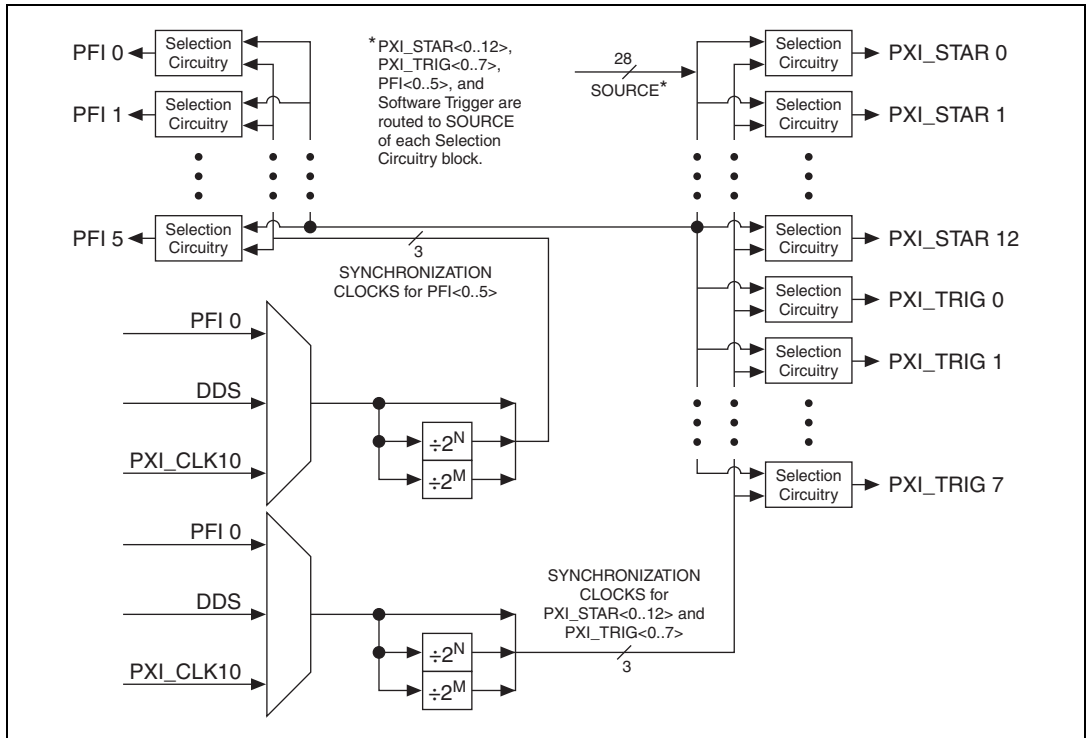 PFI 0
Selection
Circuitry
PFI 1
Selection
Circuitry
PFI 5
Selection
Circuitry
*PXI_STAR<0..12>,
PXI_TRIG<0..7>,
PFI<0..5>, and
Software Trigger are
routed to SOURCE
of each Selection
Circuitry block.
28
SOURCE*
Selection
Circuitry
PXI_STAR 0
Selection
Circuitry
PXI_STAR 1
Selection
Circuitry
PXI_STAR 12
Selection
Circuitry
PXI_TRIG 0
Selection
Circuitry
PXI_TRIG 1
Selection
Circuitry
PXI_TRIG 7
3
SYNCHRONIZATION
CLOCKS for PFI<0..5>
PFI 0
DDS
PXI_CLK10
÷2^N
÷2^M
PFI 0
DDS
PXI_CLK10
÷2^N
÷2^M
SYNCHRONIZATION
CLOCKS for
PXI_STAR<0..12> and
PXI_TRIG<0..7>
3